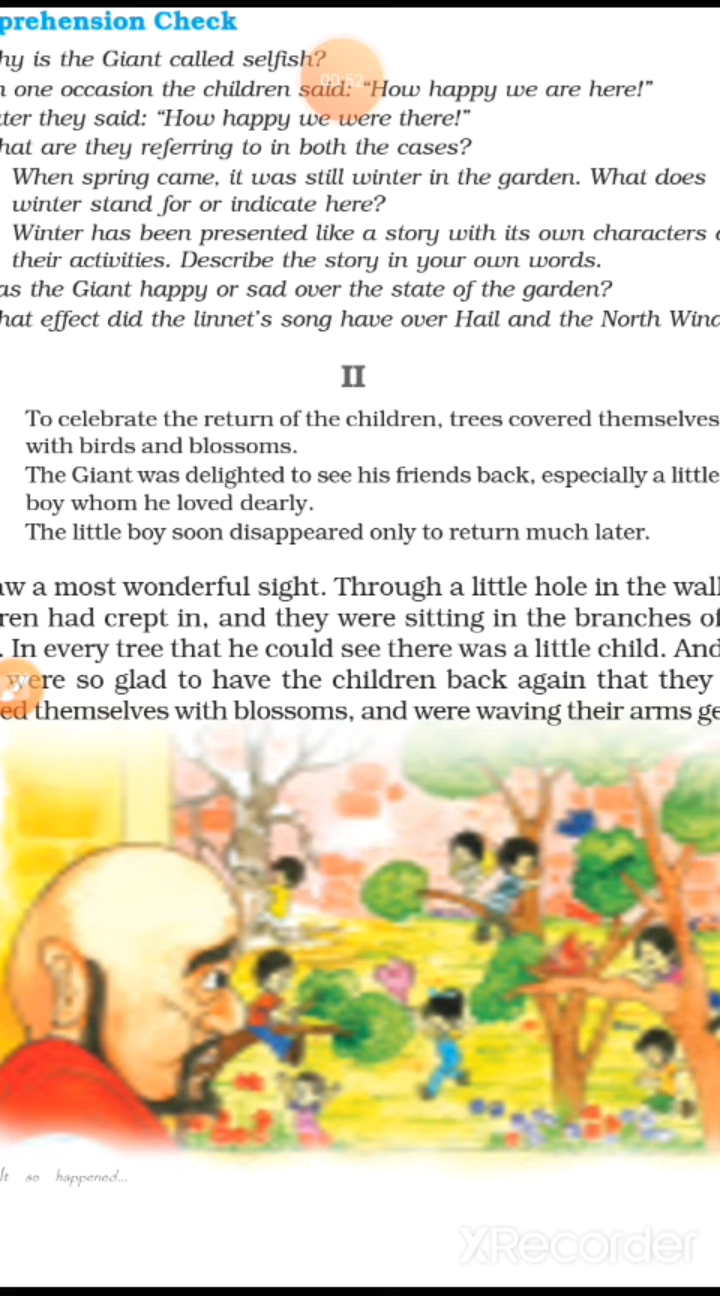 prehension Check
hy is the Giant called selfish?
n one occasion the children said: “How happy we are here!”
ter they said: “How happy we were there!”
hat are they referring to in both the cases?
When spring came, it was still winter in the garden. What does
winter stand for or indicate here?
Winter has been presented like a story with its own characters
their activities. Describe the story in your own words.
as the Giant happy or sad over the state of the garden?
hat effect did the linnet’s song have over Hail and the North Wind
II
To celebrate the return of the children, trees covered themselves
with birds and blossoms.
The Giant was delighted to see his friends back, especially a little
boy whom he loved dearly.
The little boy soon disappeared only to return much later.
aw a most wonderful sight. Through a little hole in the wall
ren had crept in, and they were sitting in the branches of
. In every tree that he could see there was a little child. And
were so glad to have the children back again that they
ed themselves with blossoms, and were waving their arms ge
It so happened...
XRecorder